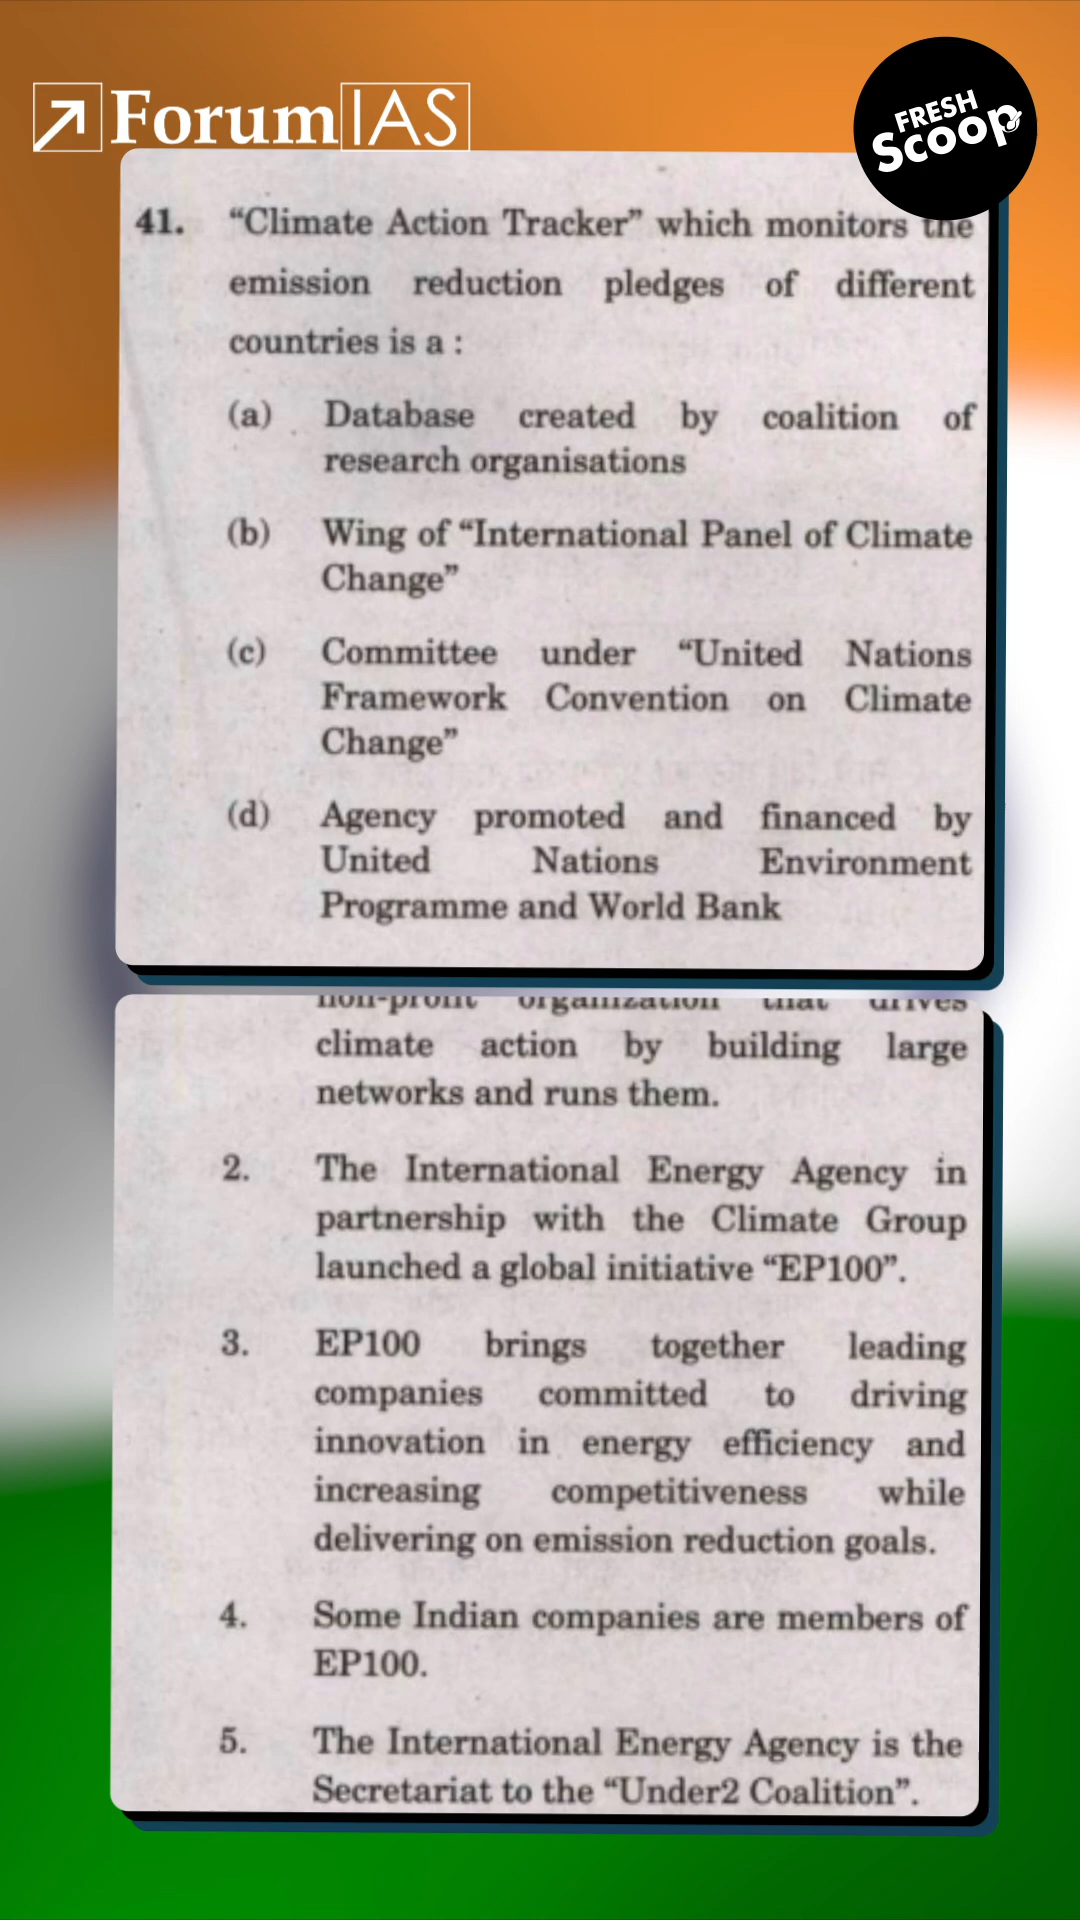 ForumIAS
FRESH
Scoop
41. “Climate Action Tracker” which monitors the
emission reduction pledges of different
countries is a :
(a) Database created by coalition of
research organisations
(b) Wing of “International Panel of Climate
Change”
(c) Committee under “United Nations
Framework Convention on Climate
Change”
(d) Agency promoted and financed by
United Nations Environment
Programme and World Bank
non-profit organization that drives
climate action by building large
networks and runs them.
2. The International Energy Agency in
partnership with the Climate Group
launched a global initiative “EP100”.
3. EP100 brings together leading
companies committed to driving
innovation in energy efficiency and
increasing competitiveness while
delivering on emission reduction goals.
4. Some Indian companies are members of
EP100.
5. The International Energy Agency is the
Secretariat to the “Under2 Coalition”.